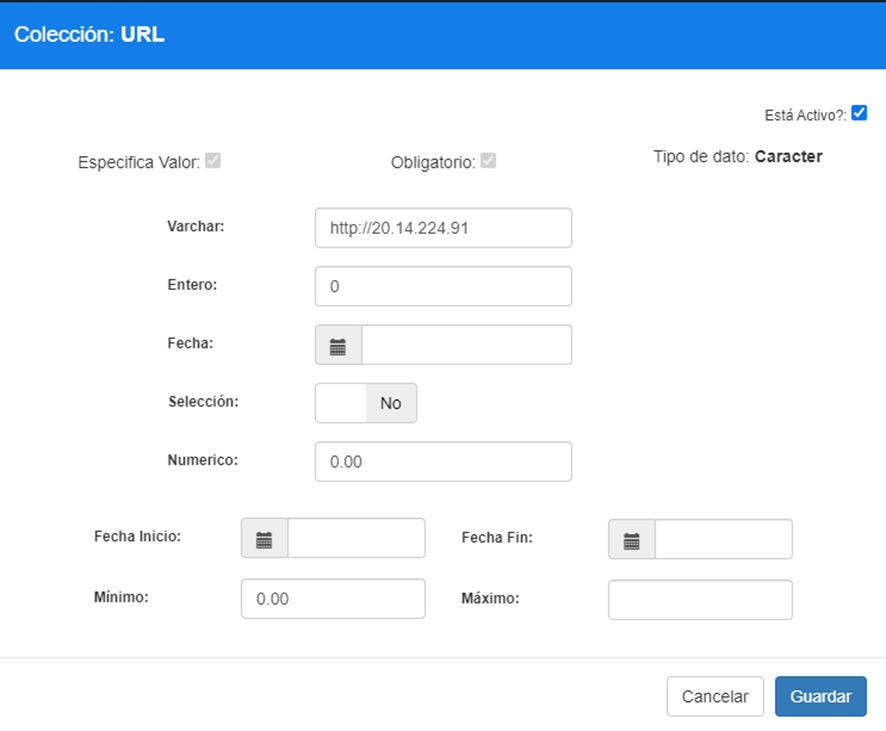 Colección: URL
Está Activo?:
Especifica Valor:
Obligatorio:
Tipo de dato: Caracter
Varchar:
http://20.14.224.91
Entero:
0
Fecha:
Selección:
No
Numerico:
0.00
Fecha Inicio:
Fecha Fin:
Mínimo:
0.00
Máximo:
Cancelar
Guardar